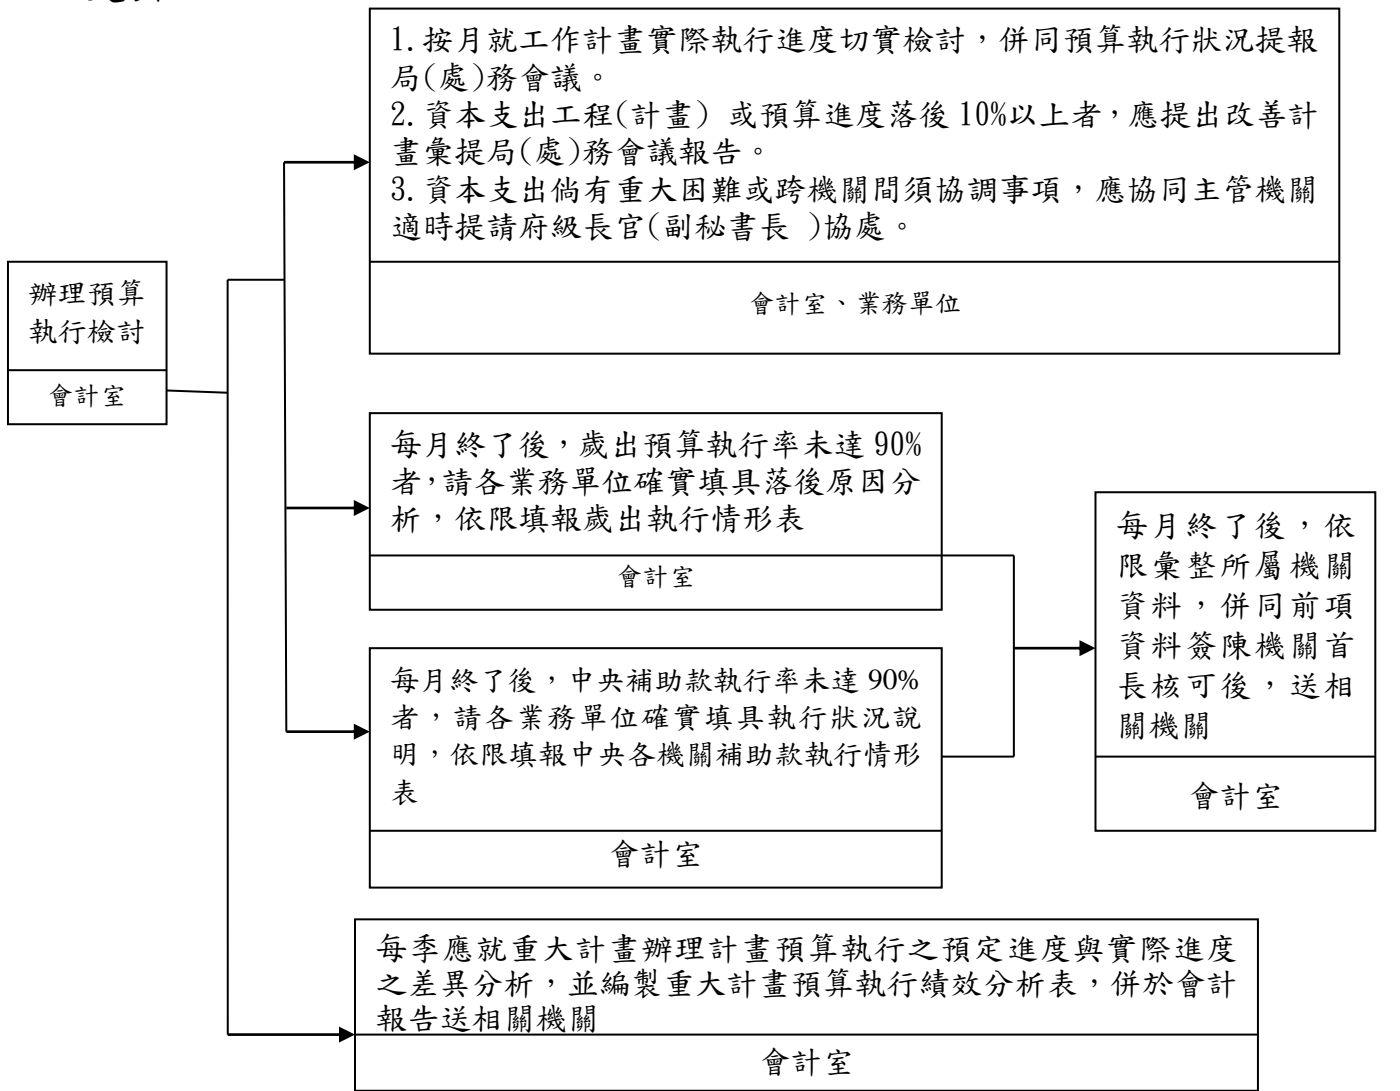 1.按月就工作計畫實際執行進度切實檢討，併同預算執行狀況提報
局(處)務會議。
2.資本支出工程(計畫) 或預算進度落後 10%以上者，應提出改善計
畫彙提局(處)務會議報告。
3.資本支出倘有重大困難或跨機關間須協調事項，應協同主管機關
適時提請府級長官(副秘書長 )協處。
會計室、業務單位
辦理預算
執行檢討
會計室
每月終了後，歲出預算執行率未達 90%
者，請各業務單位確實填具落後原因分
析，依限填報歲出執行情形表
會計室
每月終了後，中央補助款執行率未達 90%
者，請各業務單位確實填具執行狀況說
明，依限填報中央各機關補助款執行情形
表
會計室
每月終了後，依
限彙整所屬機關
資料，併同前項
資料簽陳機關首
長核可後，送相
關機關
會計室
每季應就重大計畫辦理計畫預算執行之預定進度與實際進度
之差異分析，並編製重大計畫預算執行績效分析表，併於會計
報告送相關機關
會計室